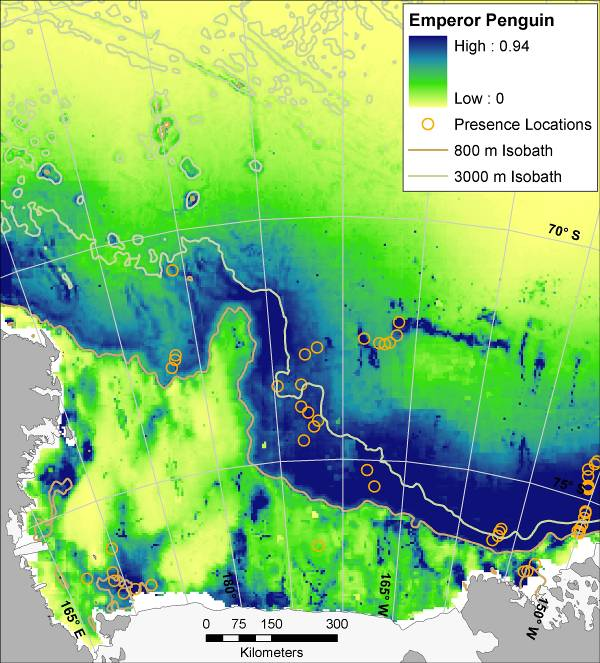 Emperor Penguin
High : 0.94
Low : 0
Presence Locations
800 m Isobath
3000 m Isobath
70° S
75° S
180°
165° W
165° E
150° W
0 75 150 300
Kilometers